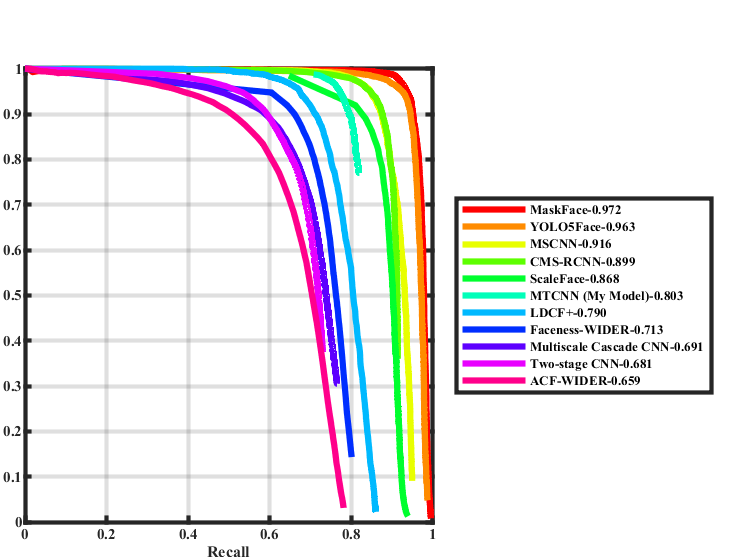 1
0.9
0.8
0.7
0.6
0.5
0.4
0.3
0.2
0.1
0
0 0.2 0.4 0.6 0.8 1
Recall
MaskFace-0.972
YOLO5Face-0.963
MSCNN-0.916
CMS-RCNN-0.899
ScaleFace-0.868
MTCNN (My Model)-0.803
LDCF+-0.790
Faceness-WIDER-0.713
Multiscale Cascade CNN-0.691
Two-stage CNN-0.681
ACF-WIDER-0.659